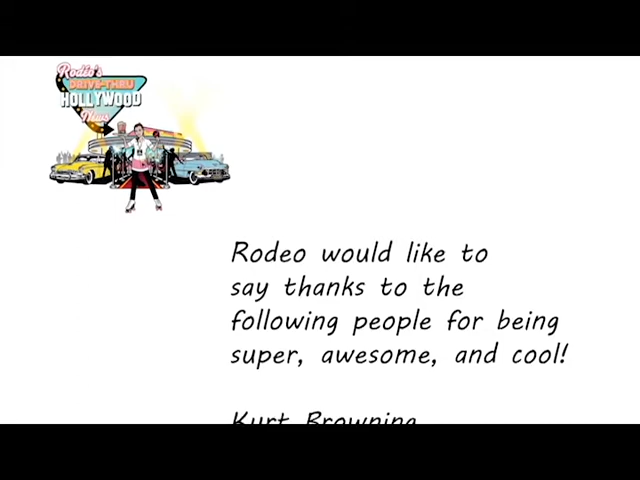 Rodeo's
DRIVE-THRU
HOLLYWOOD
News
Rodeo would like to
say thanks to the
following people for being
super, awesome, and cool!
Kurt Browning